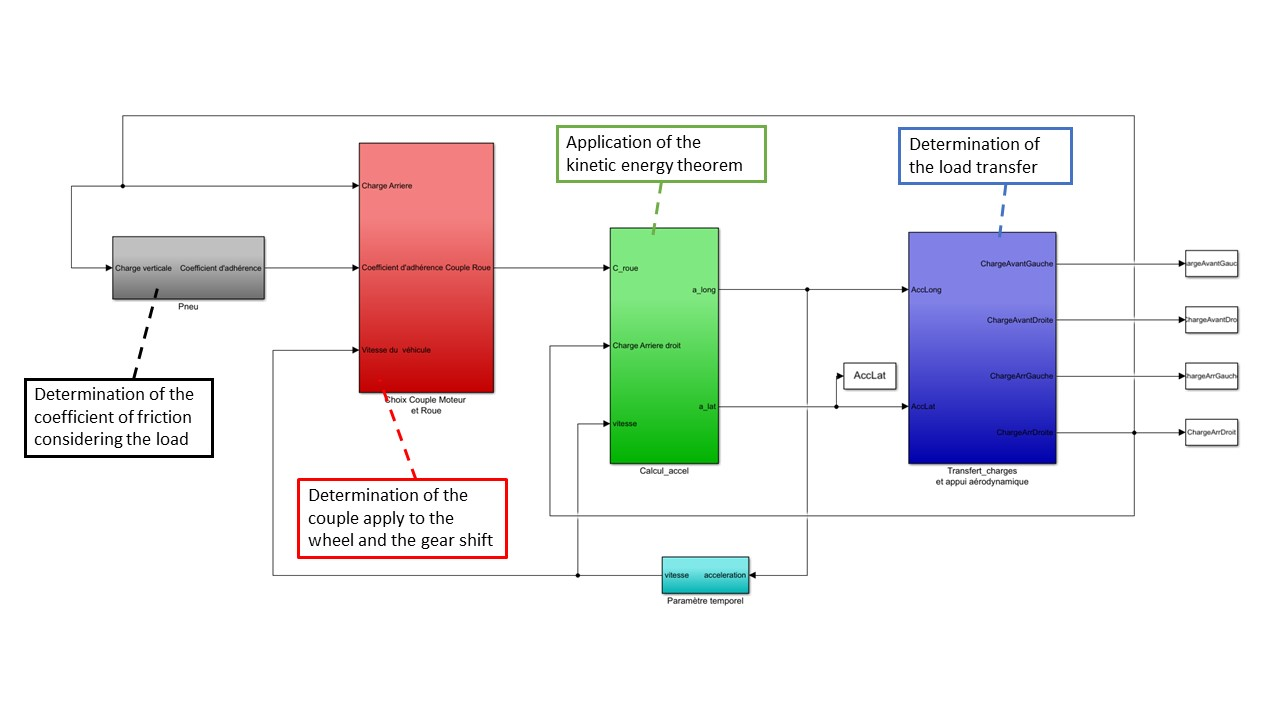 Application of the
kinetic energy theorem
Determination of
the load transfer
Charge Arriere
Coefficient d'adhérence
Couple Roue
Vitesse du véhicule
Choix Couple Moteur
et Roue
Charge verticale
Coefficient d'adhérence
Pneu
Determination of the
coefficient of friction
considering the load
Determination of the
couple apply to the
wheel and the gear shift
C_roue
a_long
Charge Arriere droit
a_lat
vitesse
Calcul_accel
AccLat
AccLong
AccLat
ChargeAvantGauche
ChargeAvantDroite
ChargeArrGauche
ChargeArrDroite
Transfert_charges
et appui aérodynamique
ChargeArrDroit
vitesse
acceleration
Paramètre temporel